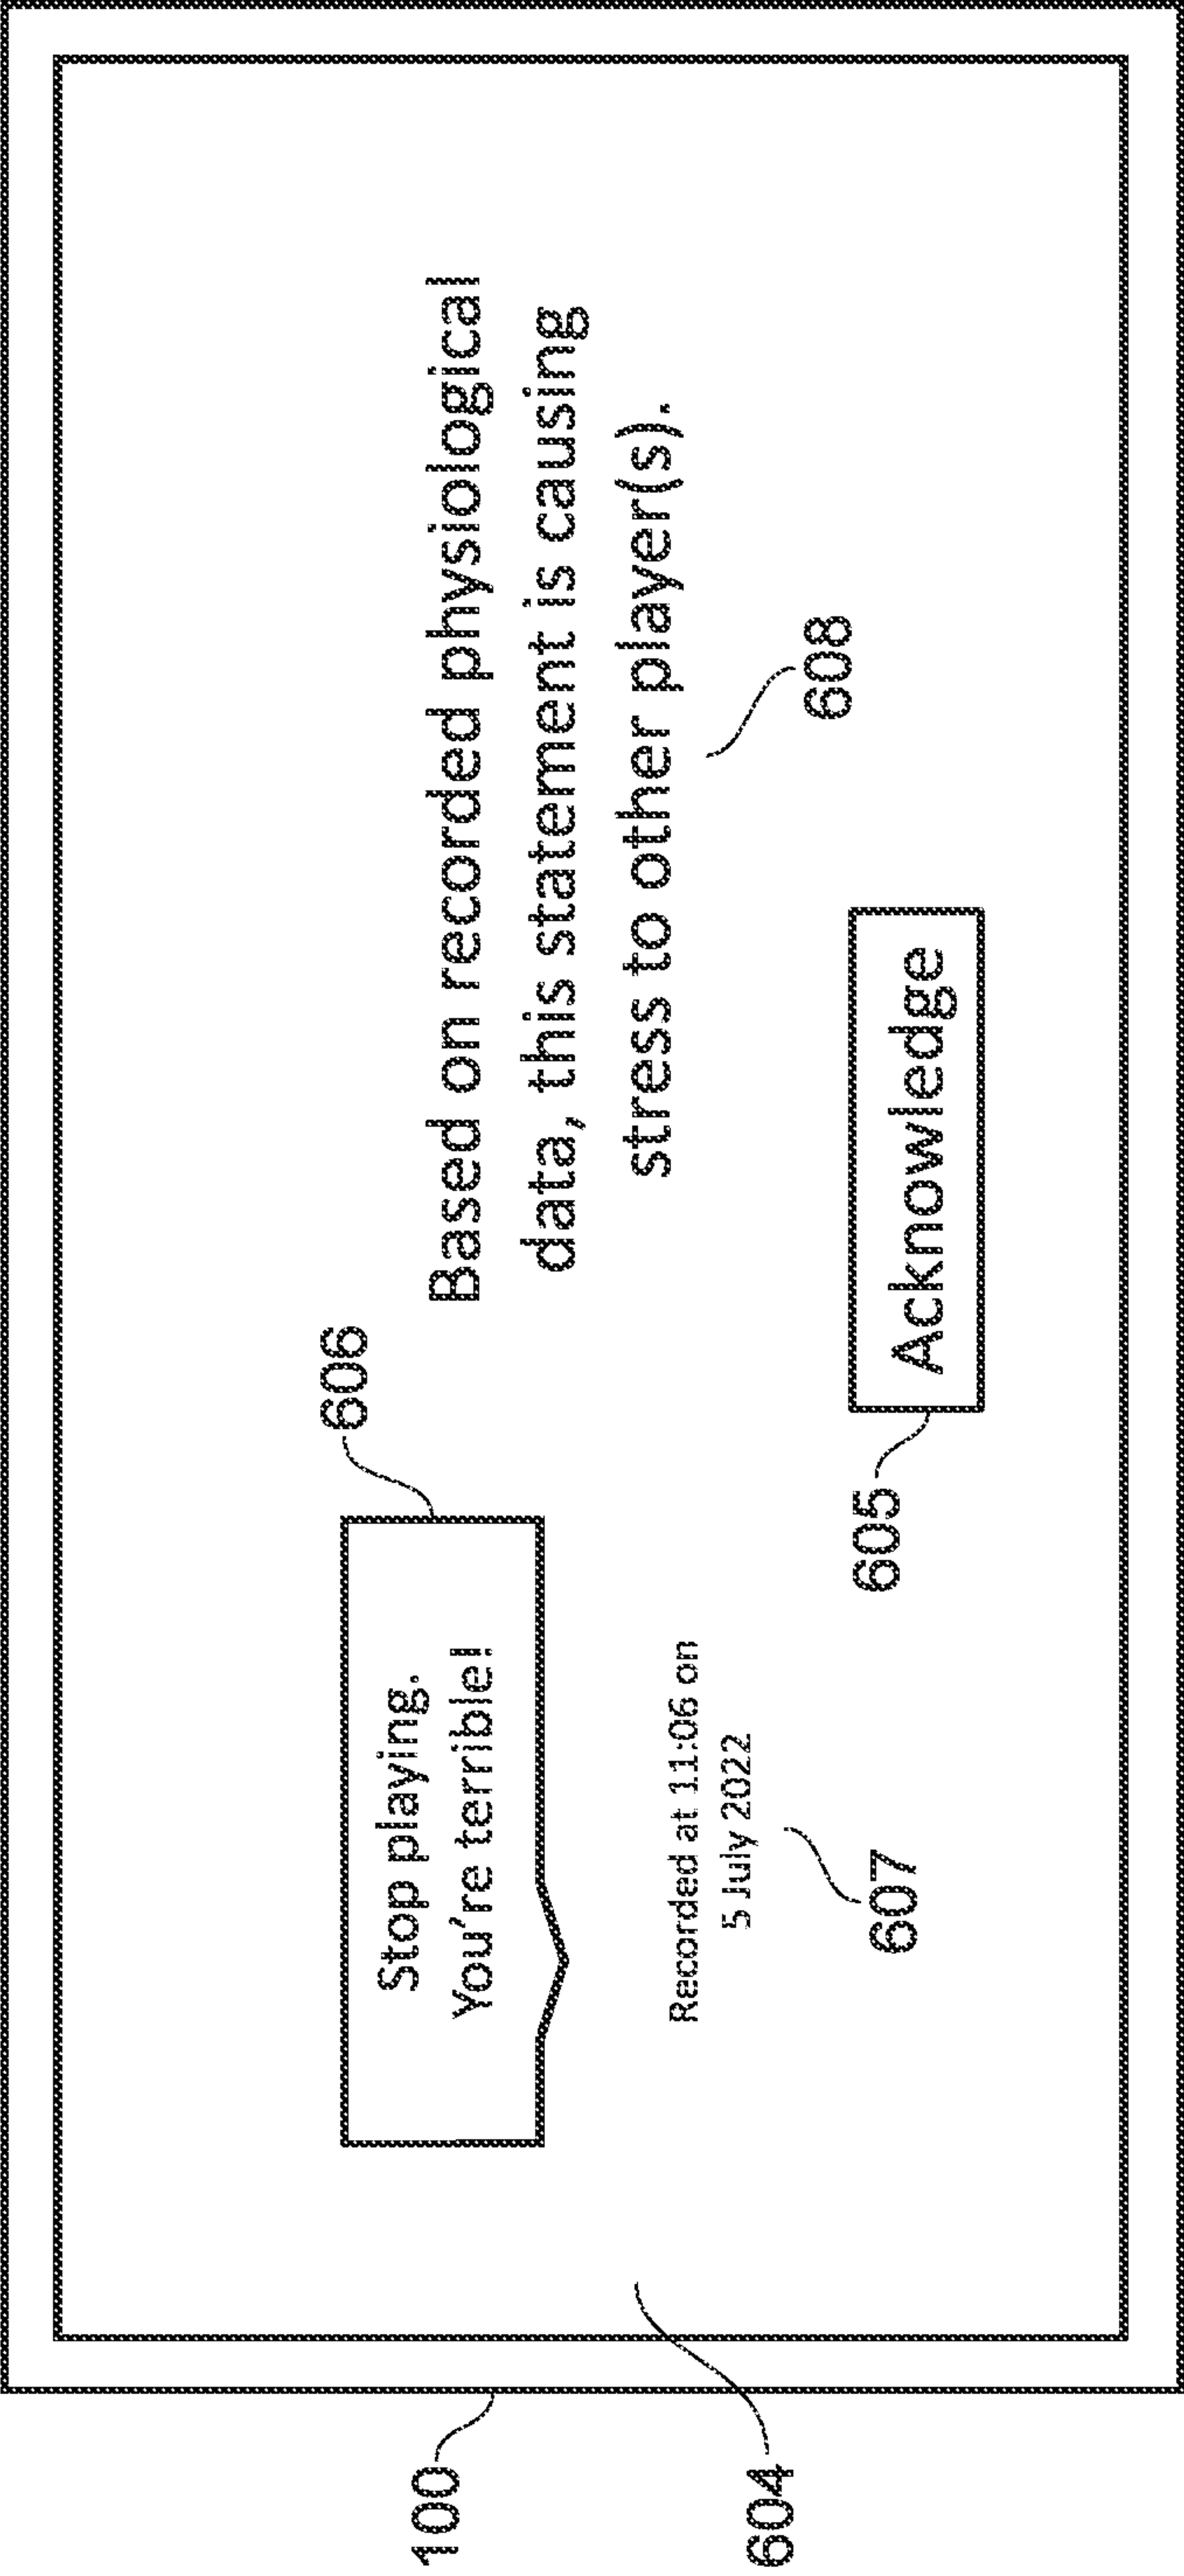 100
604
606
Stop playing.
You're terrible!
Recorded at 11:06 on
5 July 2022
607
Based on recorded physiological
data, this statement is causing
stress to other player(s).
608
605
Acknowledge